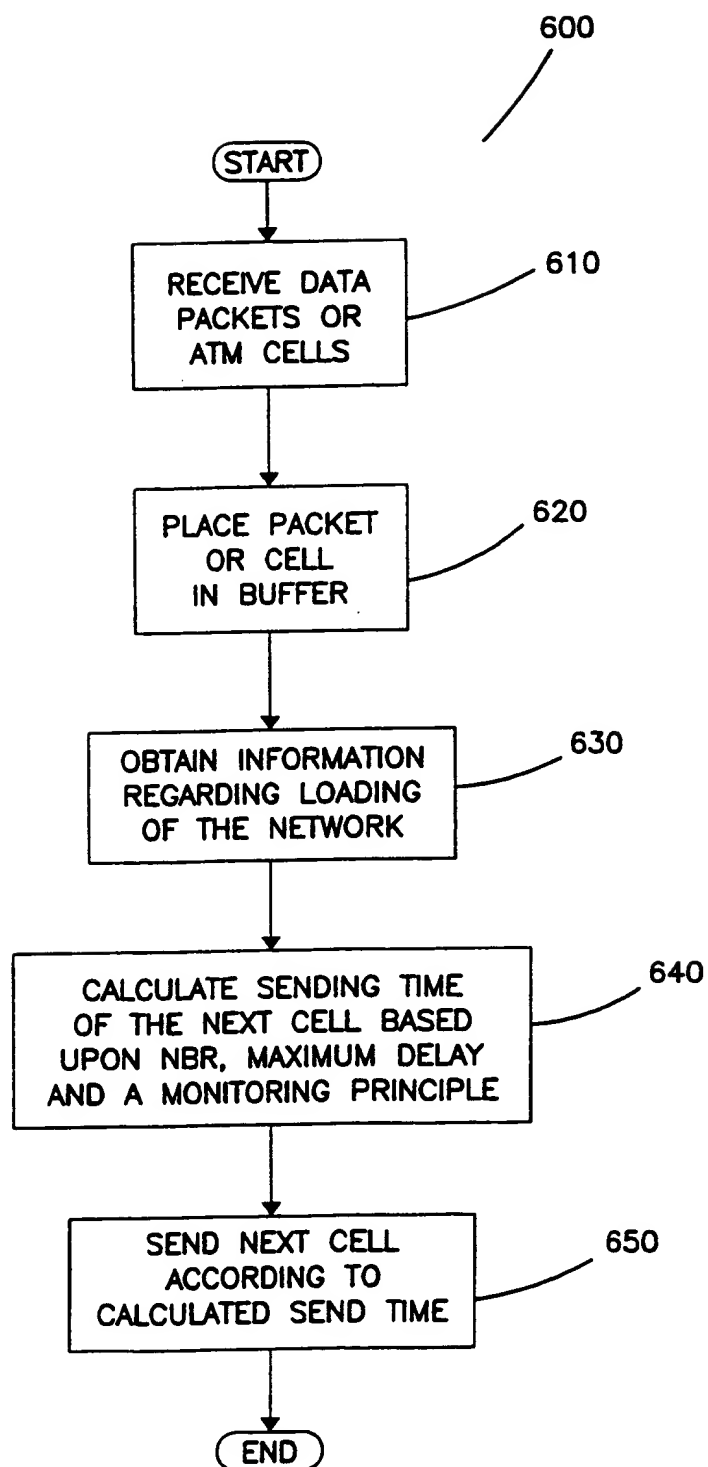 600
START
RECEIVE DATA
PACKETS OR
ATM CELLS
610
PLACE PACKET
OR CELL
IN BUFFER
620
OBTAIN INFORMATION
REGARDING LOADING
OF THE NETWORK
630
CALCULATE SENDING TIME
OF THE NEXT CELL BASED
UPON NBR, MAXIMUM DELAY
AND A MONITORING PRINCIPLE
640
SEND NEXT CELL
ACCORDING TO
CALCULATED SEND TIME
650
END